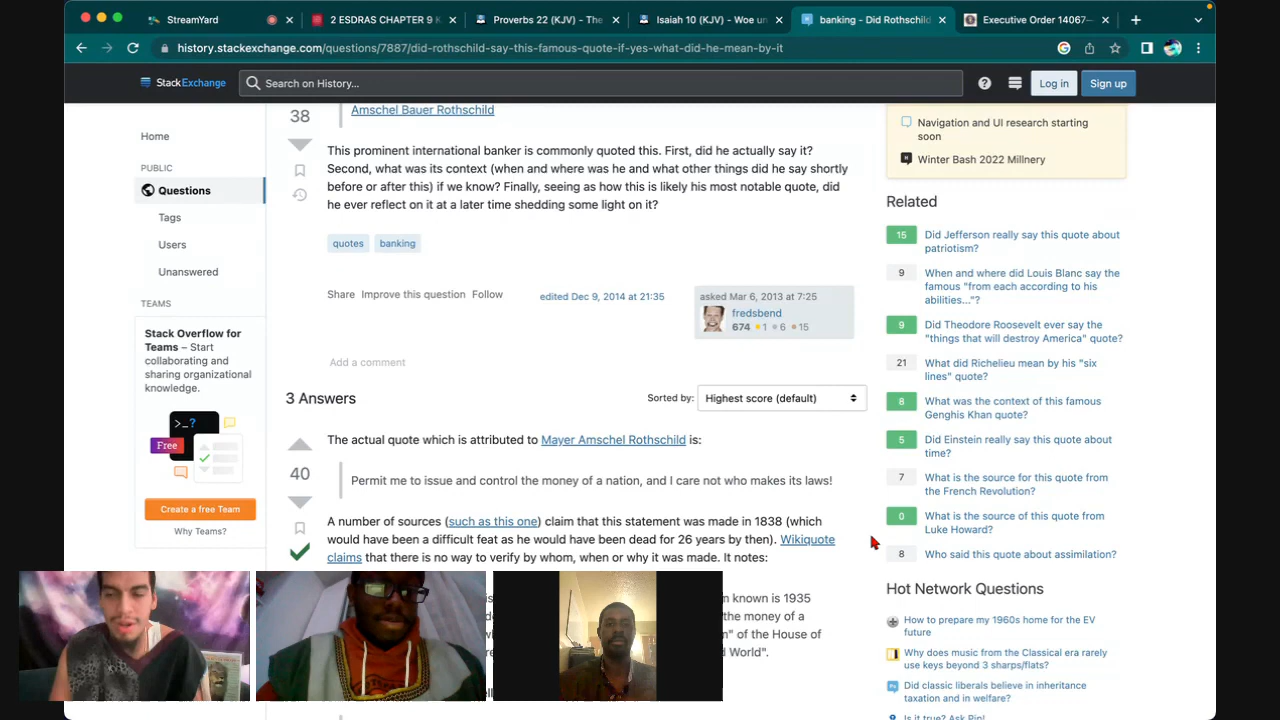 StreamYard
2 ESDRAS CHAPTER 9 K
Proverbs 22 (KJV) - The
Isaiah 10 (KJV) - Woe un
banking - Did Rothschild
Executive Order 14067
history.stackexchange.com/questions/7887/did-rothschild-say-this-famous-quote-if-yes-what-did-he-mean-by-it
StackExchange
Search on History…
Log in
Sign up
Home
PUBLIC
Questions
Tags
Users
Unanswered
TEAMS
Stack Overflow for
Teams – Start
collaborating and
sharing organizational
knowledge.
>_?
Free
Create a free Team
Why Teams?
38
Amschel Bauer Rothschild
This prominent international banker is commonly quoted this. First, did he actually say it?
Second, what was its context (when and where was he and what other things did he say shortly
before or after this) if we know? Finally, seeing as how this is likely his most notable quote, did
he ever reflect on it at a later time shedding some light on it?
quotes
banking
Share Improve this question Follow
edited Dec 9, 2014 at 21:35
asked Mar 6, 2013 at 7:25
fredsbend
674 1 6 15
Add a comment
3 Answers
Sorted by:
Highest score (default)
The actual quote which is attributed to Mayer Amschel Rothschild is:
40
Permit me to issue and control the money of a nation, and I care not who makes its laws!
A number of sources (such as this one) claim that this statement was made in 1838 (which
would have been a difficult feat as he would have been dead for 26 years by then). Wikiquote
claims that there is no way to verify by whom, when or why it was made. It notes:
known is 1935
the money of a
of the House of
World".
Navigation and UI research starting
soon
Winter Bash 2022 Millnery
Related
15 Did Jefferson really say this quote about
patriotism?
9 When and where did Louis Blanc say the
famous "from each according to his
abilities..."?
9 Did Theodore Roosevelt ever say the
"things that will destroy America" quote?
21 What did Richelieu mean by his "six
lines" quote?
8 What was the context of this famous
Genghis Khan quote?
5 Did Einstein really say this quote about
time?
7 What is the source for this quote from
the French Revolution?
0 What is the source of this quote from
Luke Howard?
8 Who said this quote about assimilation?
Hot Network Questions
How to prepare my 1960s home for the EV
future
Why does music from the Classical era rarely
use keys beyond 3 sharps/flats?
Did classic liberals believe in inheritance
taxation and in welfare?
Is it true? Ask Pin!